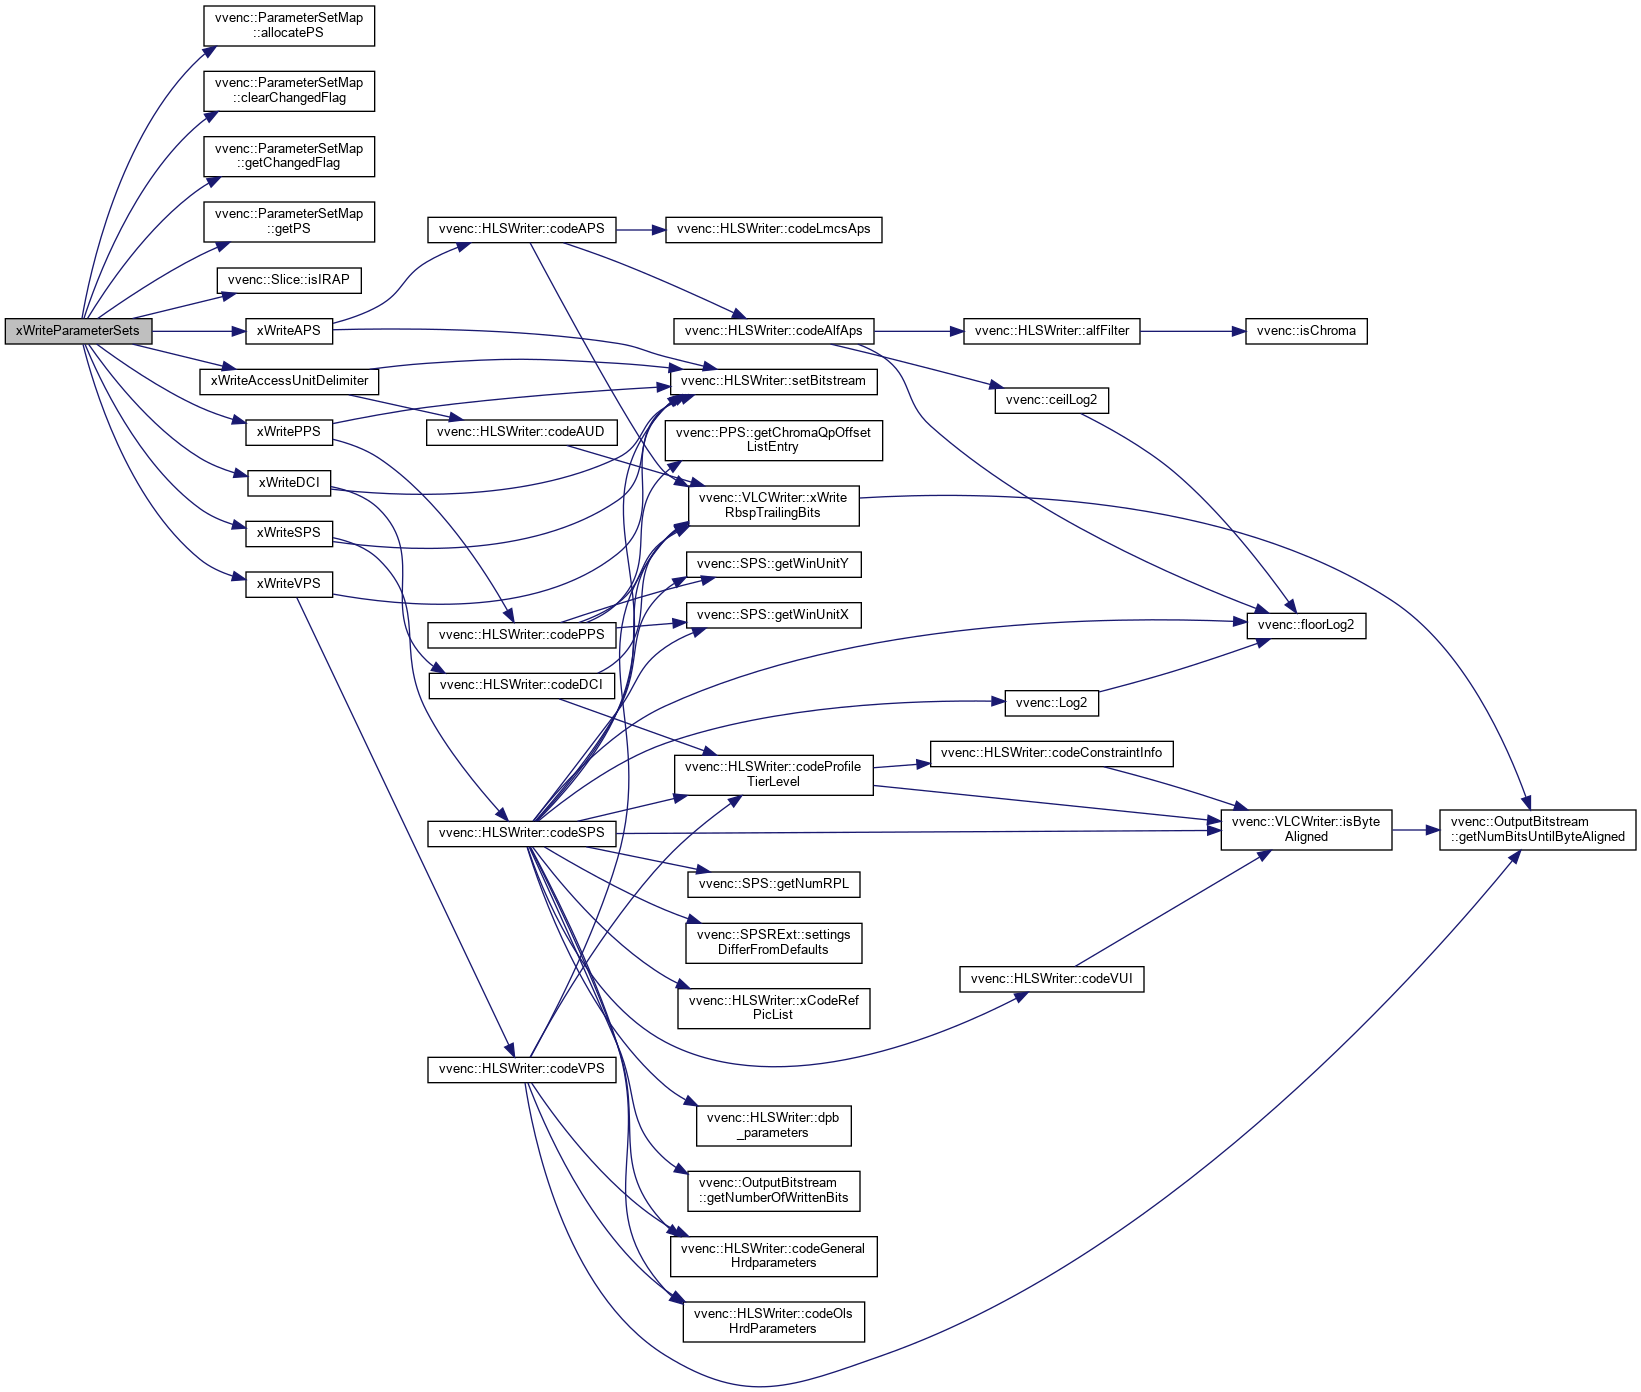 xWriteParameterSets
vvenc::ParameterSetMap
::allocatePS
vvenc::ParameterSetMap
::clearChangedFlag
vvenc::ParameterSetMap
::getChangedFlag
vvenc::ParameterSetMap
::getPS
vvenc::Slice::isIRAP
xWriteAPS
xWriteAccessUnitDelimiter
xWritePPS
xWriteDCI
xWriteSPS
xWriteVPS
vvenc::HLSWriter::codeAPS
vvenc::HLSWriter::codeAUD
vvenc::HLSWriter::codePPS
vvenc::HLSWriter::codeDCI
vvenc::HLSWriter::codeSPS
vvenc::HLSWriter::codeVPS
vvenc::HLSWriter::codeLmcsAps
vvenc::HLSWriter::codeAlfAps
vvenc::HLSWriter::setBitstream
vvenc::PPS::getChromaQpOffset
ListEntry
vvenc::VLCWriter::xWrite
RbspTrailingBits
vvenc::SPS::getWinUnitY
vvenc::SPS::getWinUnitX
vvenc::HLSWriter::codeProfile
TierLevel
vvenc::SPS::getNumRPL
vvenc::SPSRExt::settings
DifferFromDefaults
vvenc::HLSWriter::xCodeRef
PicList
vvenc::HLSWriter::dpb
_parameters
vvenc::OutputBitstream
::getNumberOfWrittenBits
vvenc::HLSWriter::codeGeneral
Hrdparameters
vvenc::HLSWriter::codeOls
HrdParameters
vvenc::HLSWriter::alfFilter
vvenc::ceilLog2
vvenc::Log2
vvenc::HLSWriter::codeConstraintInfo
vvenc::HLSWriter::codeVUI
vvenc::isChroma
vvenc::floorLog2
vvenc::VLCWriter::isByte
Aligned
vvenc::OutputBitstream
::getNumBitsUntilByteAligned